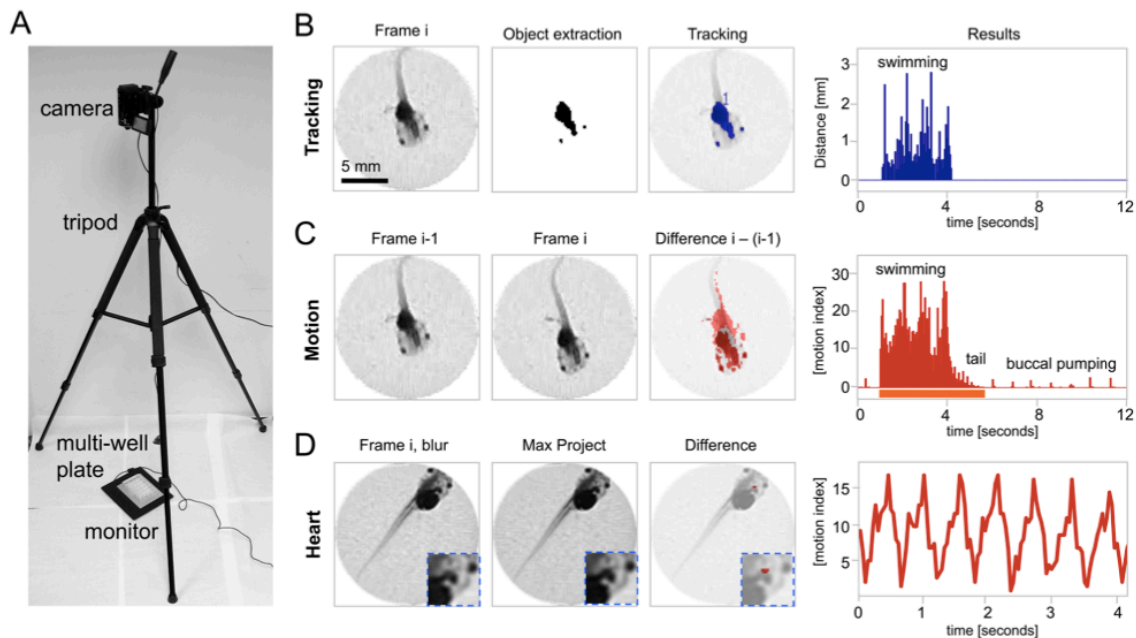 A
camera
tripod
multi-well
plate
monitor
B
Frame i
Object extraction
Tracking
Results
Tracking
5 mm
1
swimming
Distance [mm]
3
2
1
0
0
4
8
12
time [seconds]
C
Frame i-1
Frame i
Difference i – (i-1)
Motion
swimming
tail
buccal pumping
[motion index]
30
20
10
0
0
4
8
12
time [seconds]
D
Frame i, blur
Max Project
Difference
Heart
[motion index]
15
10
5
0
1
2
3
4
time [seconds]